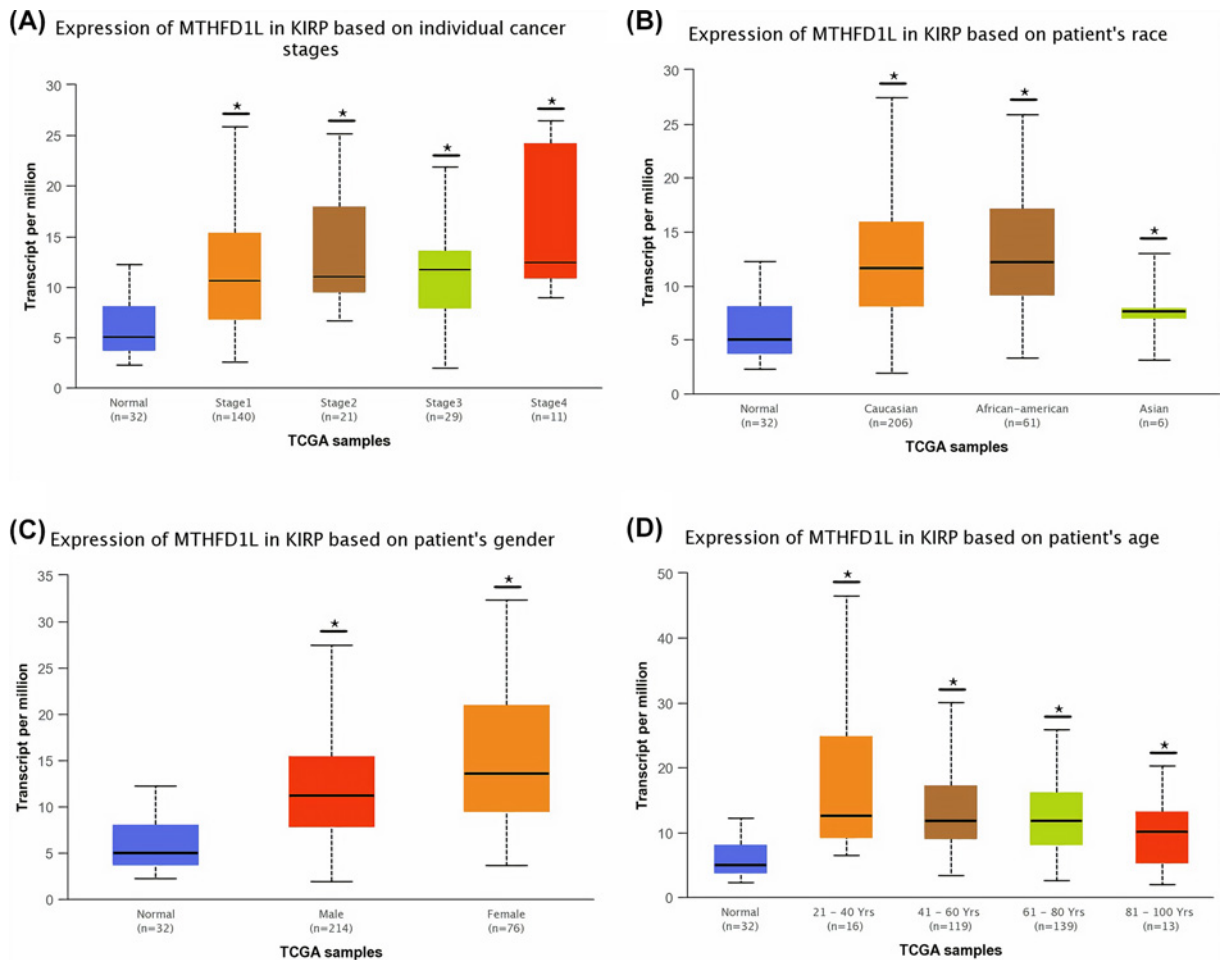 (A) Expression of MTHFD1L in KIRP based on individual cancer
stages
Transcript per million
30
25
20
15
10
5
0
★ ★ ★ ★
Normal Stage1 Stage2 Stage3 Stage4
(n=32) (n=140) (n=21) (n=29) (n=11)
TCGA samples
(B) Expression of MTHFD1L in KIRP based on patient's race
Transcript per million
30
25
20
15
10
5
0
★ ★ ★
Normal Caucasian African-american Asian
(n=32) (n=206) (n=61) (n=6)
TCGA samples
(C) Expression of MTHFD1L in KIRP based on patient's gender
Transcript per million
35
30
25
20
15
10
5
0
★ ★
Normal Male Female
(n=32) (n=214) (n=76)
TCGA samples
(D) Expression of MTHFD1L in KIRP based on patient's age
Transcript per million
50
40
30
20
10
0
★ ★ ★ ★
Normal 21 – 40 Yrs 41 – 60 Yrs 61 – 80 Yrs 81 – 100 Yrs
(n=32) (n=16) (n=119) (n=139) (n=13)
TCGA samples